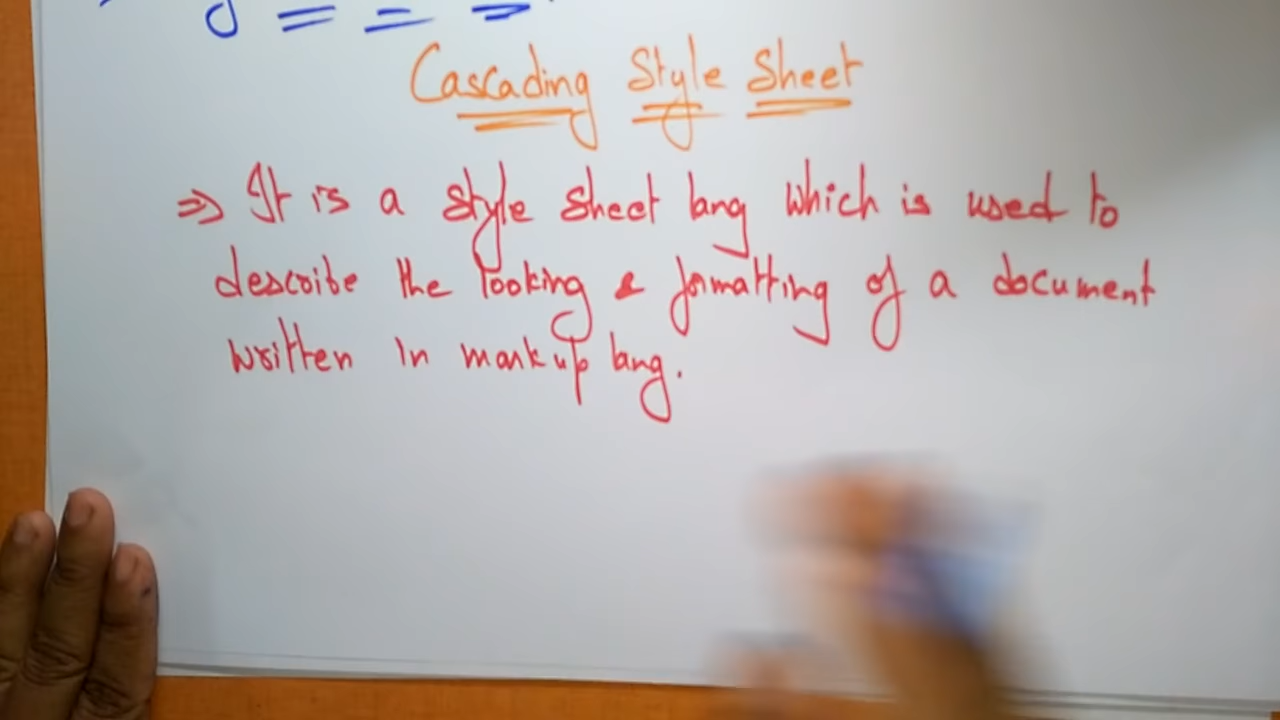 Cascading Style Sheet
⇒ It is a style sheet lang which is used to
describe the looking & formatting of a document
written in markup lang.